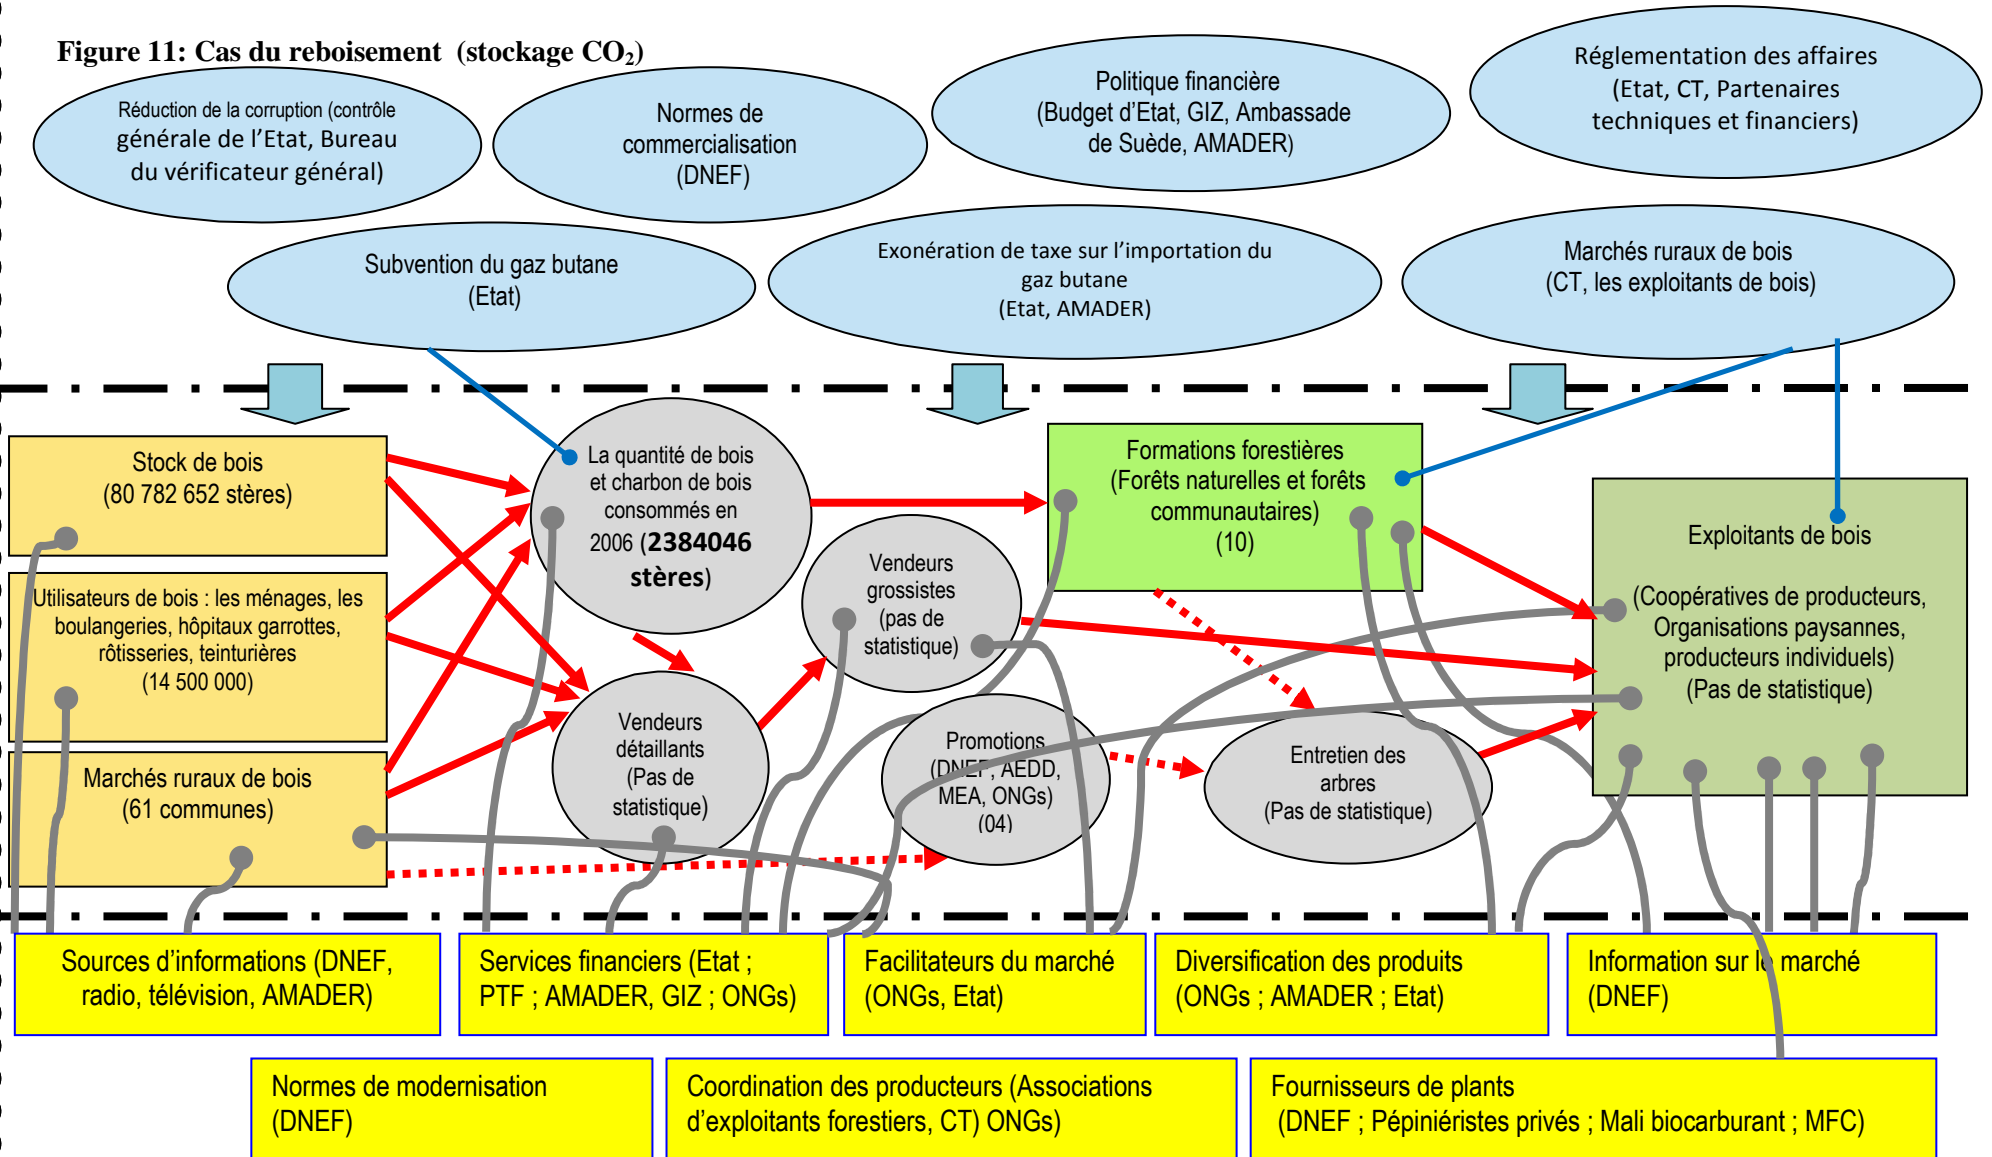 Figure 11: Cas du reboisement (stockage CO₂)
Réduction de la corruption (contrôle
générale de l'Etat, Bureau
du vérificateur général)
Normes de
commercialisation
(DNEF)
Politique financière
(Budget d'Etat, GIZ, Ambassade
de Suède, AMADER)
Réglementation des affaires
(Etat, CT, Partenaires
techniques et financiers)
Subvention du gaz butane
(Etat)
Exonération de taxe sur l'importation du
gaz butane
(Etat, AMADER)
Marchés ruraux de bois
(CT, les exploitants de bois)
Stock de bois
(80 782 652 stères)
Utilisateurs de bois : les ménages, les
boulangeries, hôpitaux garrottes,
rôtisseries, teinturières
(14 500 000)
Marchés ruraux de bois
(61 communes)
La quantité de bois
et charbon de bois
consommés en
2006 (2384046
stères)
Vendeurs
détaillants
(Pas de
statistique)
Vendeurs
grossistes
(pas de
statistique)
Promotions
(DNEF, AEDD,
MEA, ONGs)
(04)
Formations forestières
(Forêts naturelles et forêts
communautaires)
(10)
Entretien des
arbres
(Pas de statistique)
Exploitants de bois
(Coopératives de producteurs,
Organisations paysannes,
producteurs individuels)
(Pas de statistique)
Sources d'informations (DNEF,
radio, télévision, AMADER)
Services financiers (Etat ;
PTF ; AMADER, GIZ ; ONGs)
Facilitateurs du marché
(ONGs, Etat)
Diversification des produits
(ONGs ; AMADER ; Etat)
Information sur le marché
(DNEF)
Normes de modernisation
(DNEF)
Coordination des producteurs (Associations
d'exploitants forestiers, CT) ONGs)
Fournisseurs de plants
(DNEF ; Pépiniéristes privés ; Mali biocarburant ; MFC)